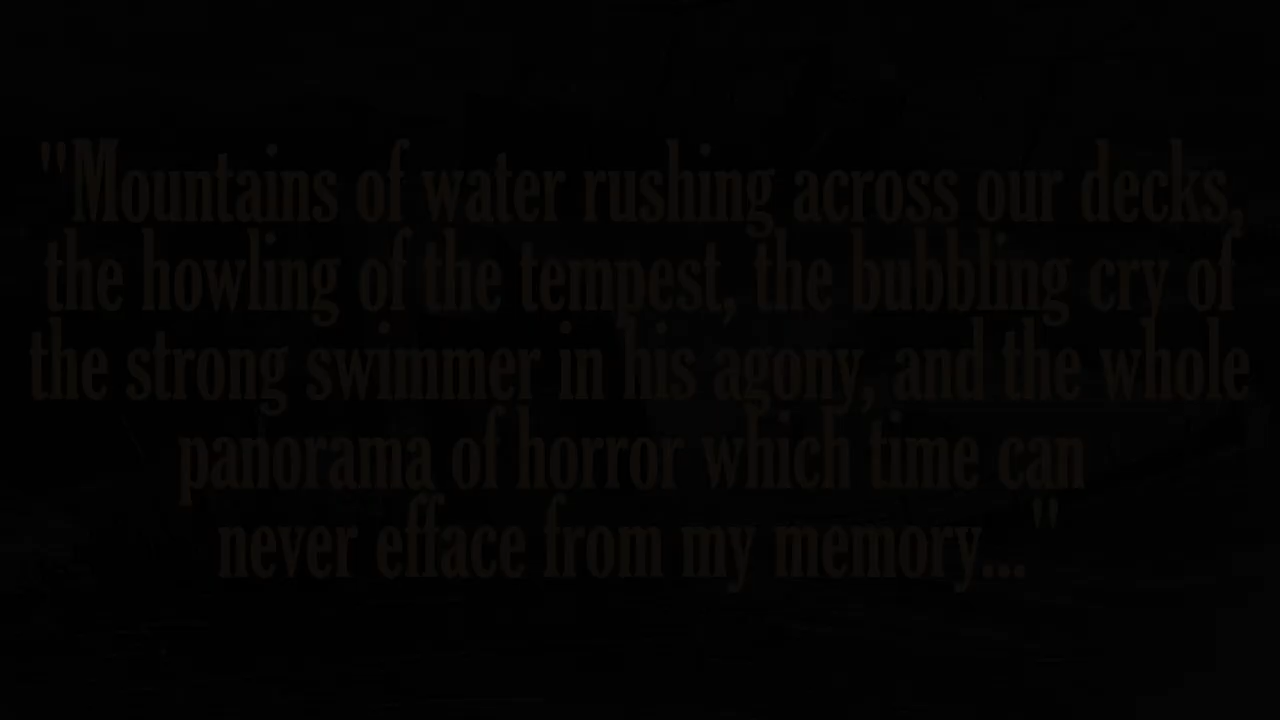 "Mountains of water rushing across our decks,
the howling of the tempest, the bubbling cry of
the strong swimmer in his agony, and the whole
panorama of horror which time can
never efface from my memory..."